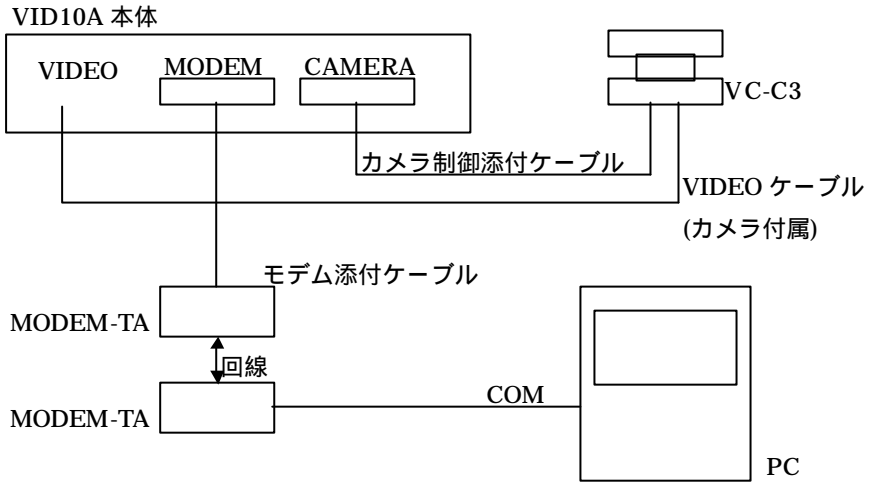 VID10A 本体
VIDEO
MODEM
CAMERA
VC-C3
カメラ制御添付ケーブル
VIDEO ケーブル
(カメラ付属)
モデム添付ケーブル
MODEM-TA
回線
MODEM-TA
COM
PC